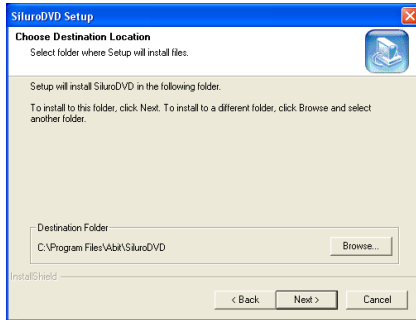 SiluroDVD Setup
Choose Destination Location
Select folder where Setup will install files.
Setup will install SiluroDVD in the following folder.
To install to this folder, click Next. To install to a different folder, click Browse and select
another folder.
Destination Folder
C:\Program Files\Abit\SiluroDVD
Browse...
InstallShield
< Back
Next >
Cancel